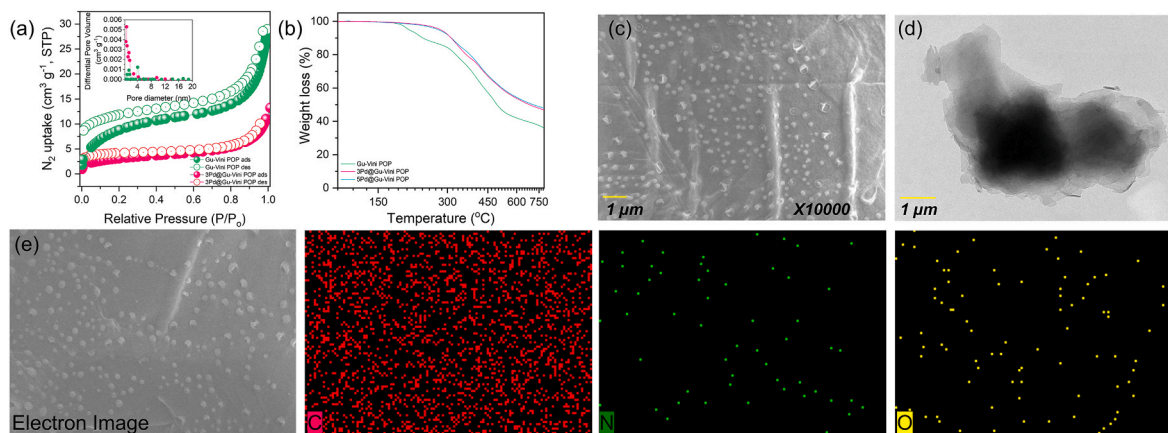 (a)
Diffrential Pore Volume
(cm³ g⁻¹)
0.006
0.005
0.004
0.003
0.002
0.001
0.000
0 4 8 12 16 20
Pore diameter (nm)
N₂ uptake (cm³ g⁻¹, STP)
30
25
20
15
10
5
0
Gu-Vini POP ads
Gu-Vini POP des
3Pd@Gu-Vini POP ads
3Pd@Gu-Vini POP des
0.0 0.2 0.4 0.6 0.8 1.0
Relative Pressure (P/P₀)
(b)
Weight loss (%)
100
80
60
40
20
0
Gu-Vini POP
3Pd@Gu-Vini POP
5Pd@Gu-Vini POP
150 300 450 600 750
Temperature (°C)
(c)
1 µm
X10000
(d)
1 µm
(e)
Electron Image
C
N
O